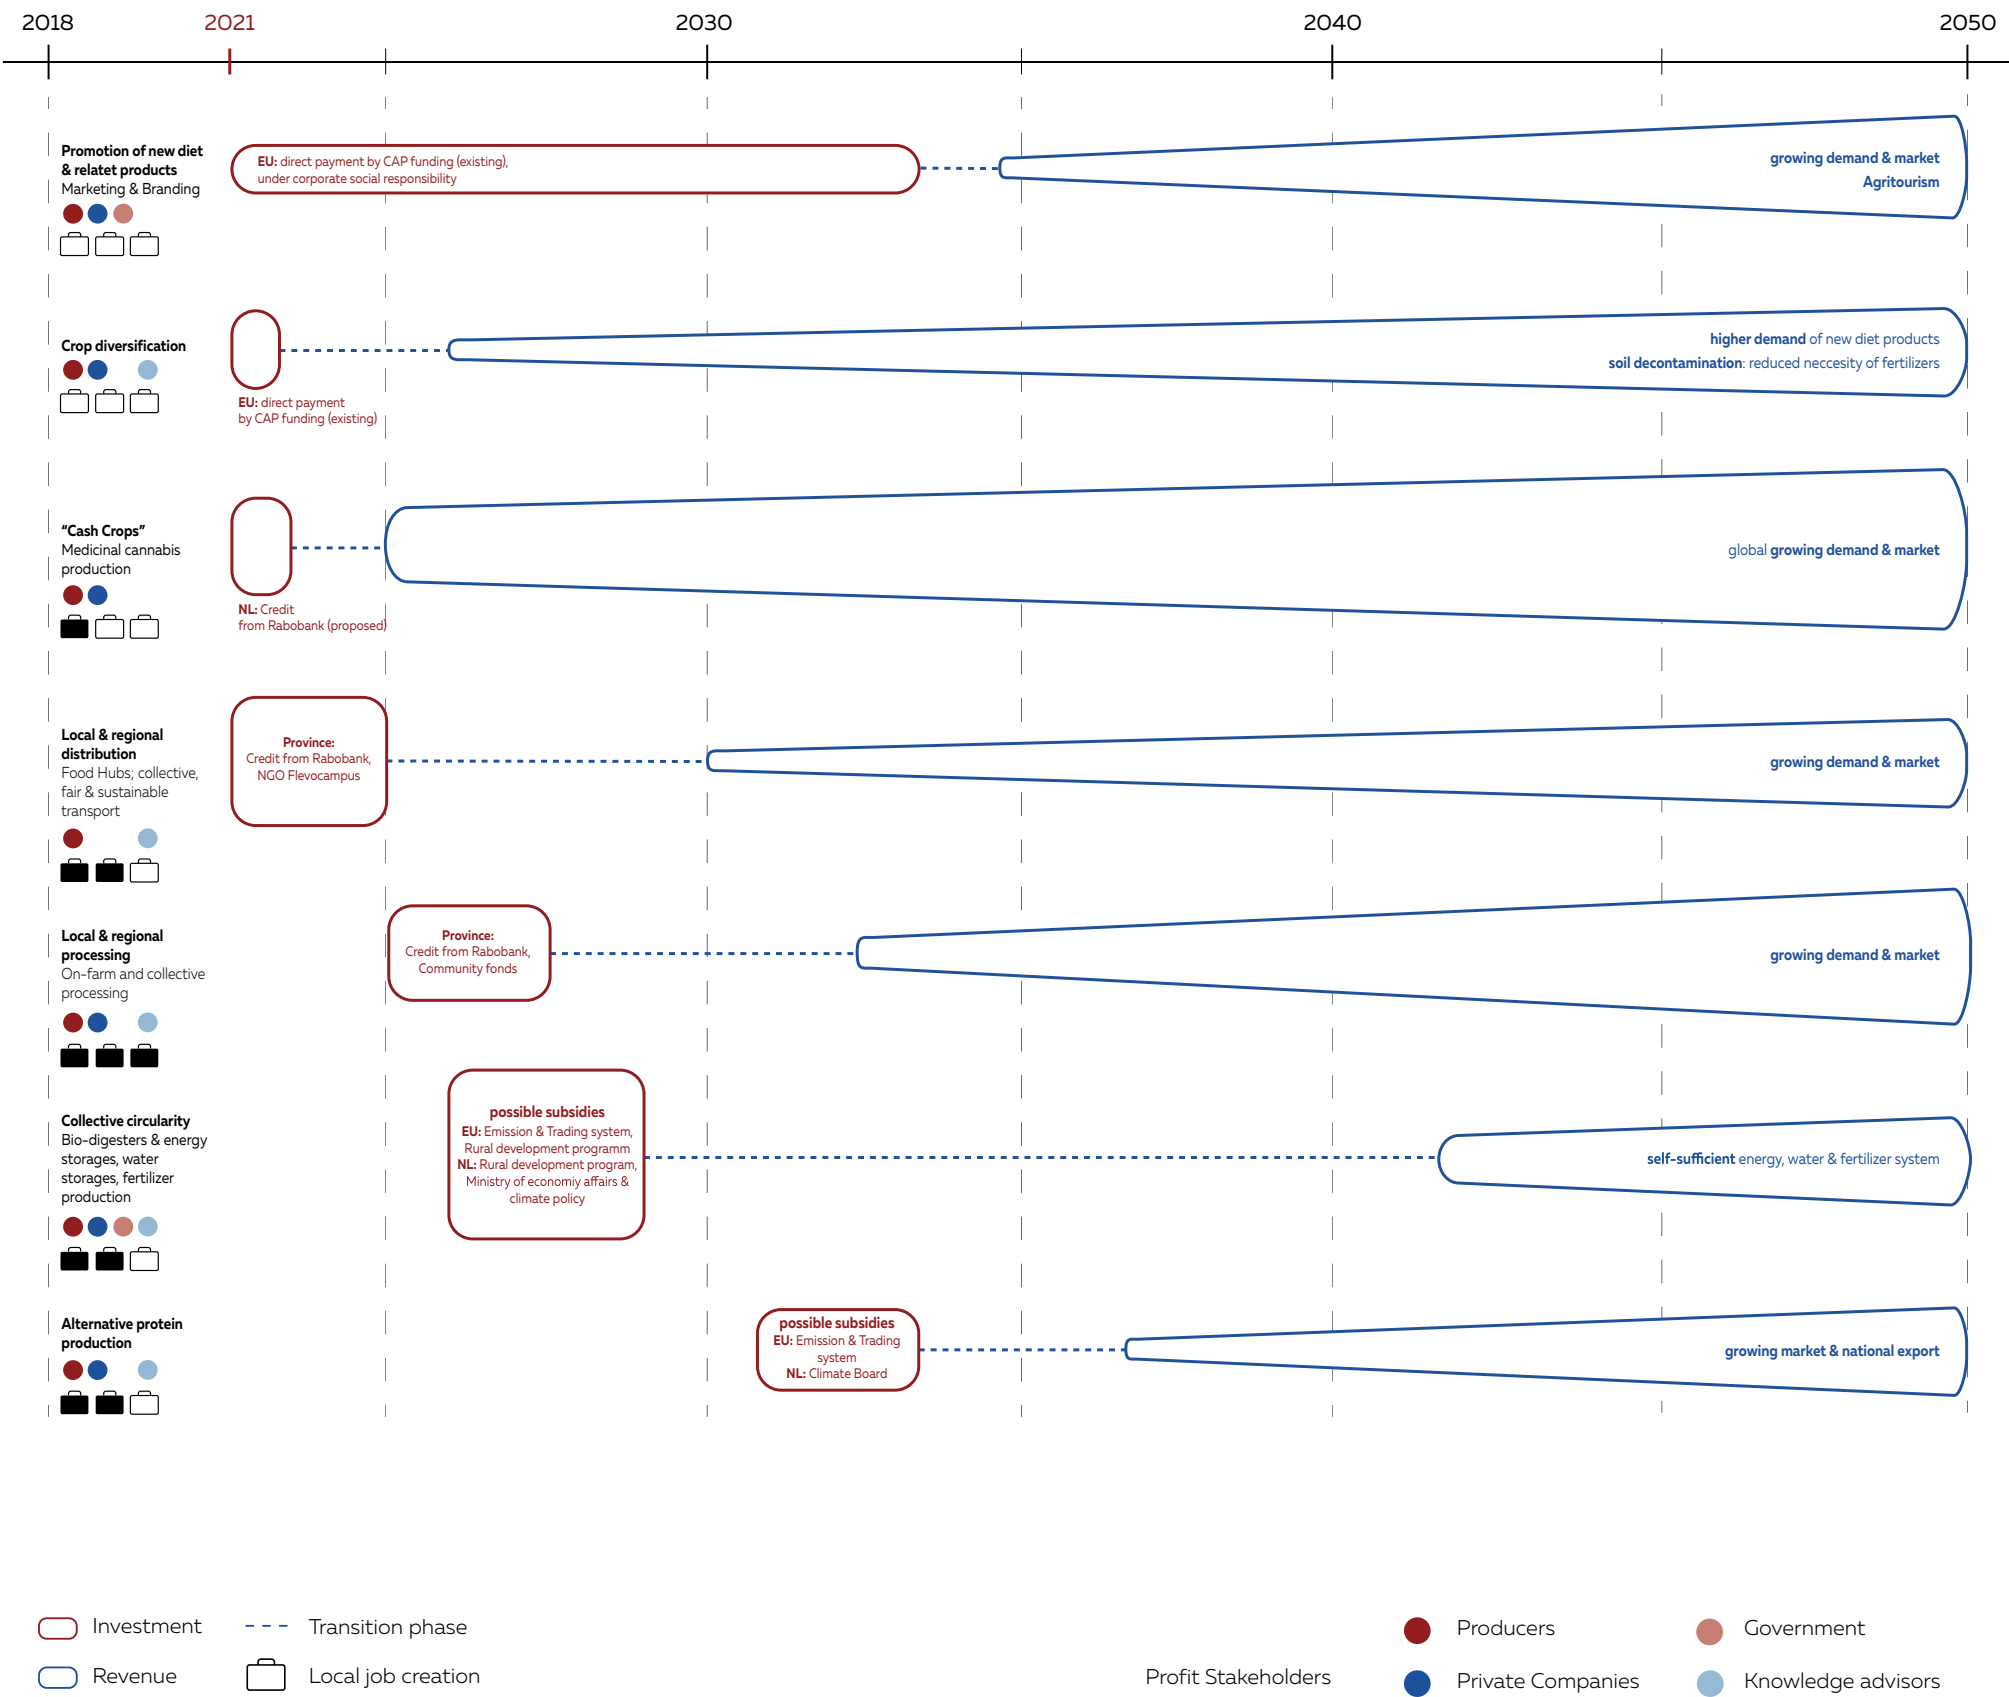 2018
2021
2030
2040
2050
Promotion of new diet
& relatet products
Marketing & Branding
EU: direct payment by CAP funding (existing),
under corporate social responsibility
growing demand & market
Agritourism
Crop diversification
EU: direct payment
by CAP funding (existing)
higher demand of new diet products
soil decontamination: reduced neccesity of fertilizers
“Cash Crops”
Medicinal cannabis
production
NL: Credit
from Rabobank (proposed)
global growing demand & market
Local & regional
distribution
Food Hubs; collective,
fair & sustainable
transport
Province:
Credit from Rabobank,
NGO Flevocampus
growing demand & market
Local & regional
processing
On-farm and collective
processing
Province:
Credit from Rabobank,
Community fonds
growing demand & market
Collective circularity
Bio-digesters & energy
storages, water
storages, fertilizer
production
possible subsidies
EU: Emission & Trading system,
Rural development programm
NL: Rural development program,
Ministry of economiy affairs &
climate policy
self-sufficient energy, water & fertilizer system
Alternative protein
production
possible subsidies
EU: Emission & Trading
system
NL: Climate Board
growing market & national export
Investment
Transition phase
Revenue
Local job creation
Profit Stakeholders
Producers
Government
Private Companies
Knowledge advisors